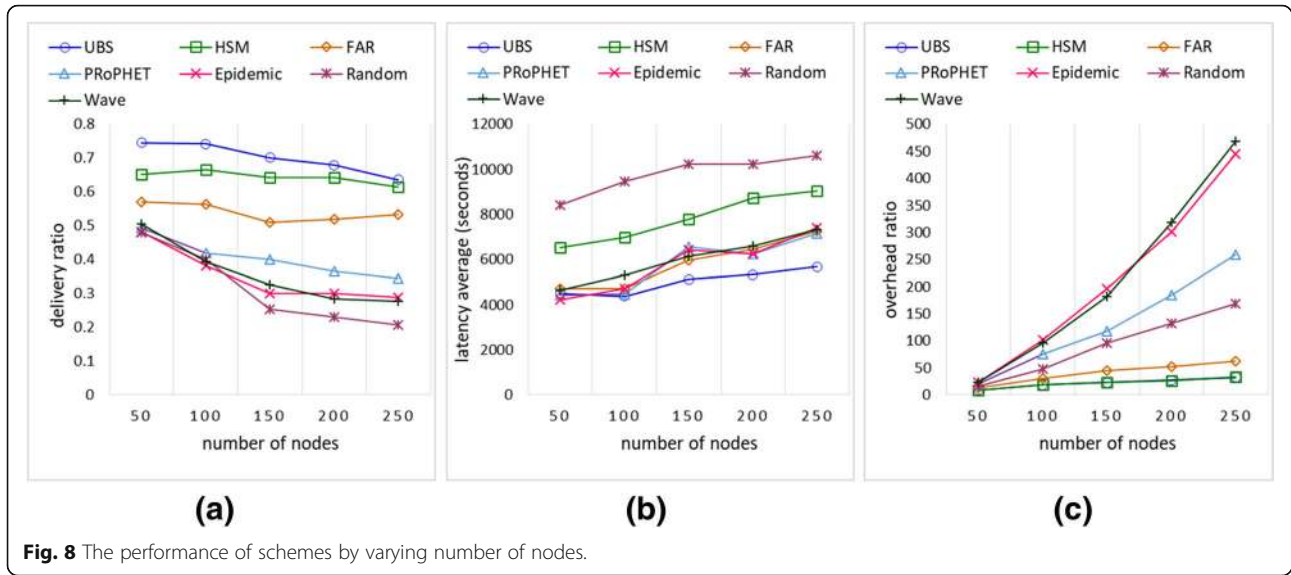 UBS HSM FAR
PRoPHET Epidemic Random
Wave
0.8
0.7
0.6
0.5
0.4
0.3
0.2
0.1
0
delivery ratio
50 100 150 200 250
number of nodes
(a)
UBS HSM FAR
PRoPHET Epidemic Random
Wave
12000
10000
8000
6000
4000
2000
0
latency average (seconds)
50 100 150 200 250
number of nodes
(b)
UBS HSM FAR
PRoPHET Epidemic Random
Wave
500
450
400
350
300
250
200
150
100
50
0
overhead ratio
50 100 150 200 250
number of nodes
(c)
Fig. 8 The performance of schemes by varying number of nodes.